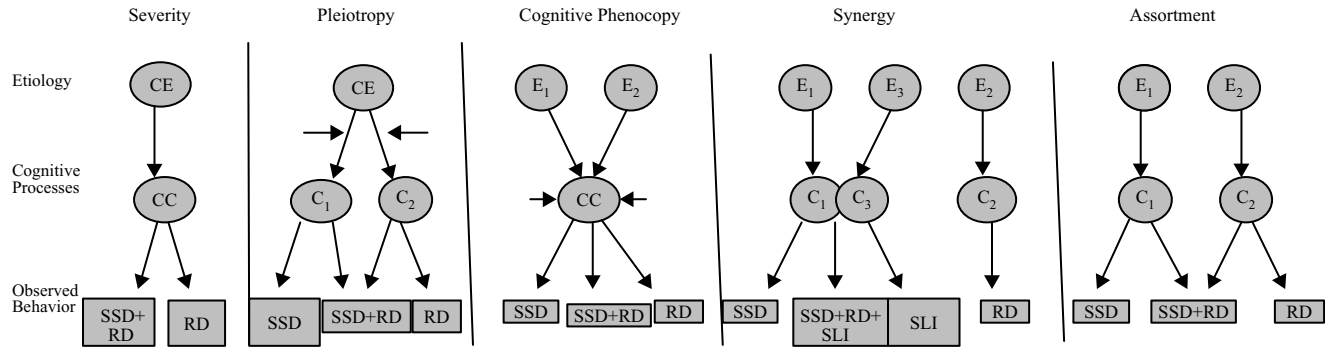 Severity
Pleiotropy
Cognitive Phenocopy
Synergy
Assortment
Etiology
CE
CE
E1
E2
E1
E3
E2
E1
E2
Cognitive
Processes
CC
C1
C2
CC
C1
C3
C2
C1
C2
Observed
Behavior
SSD+
RD
RD
SSD
SSD+RD
RD
SSD
SSD+RD
RD
SSD
SSD+RD+
SLI
SLI
RD
SSD
SSD+RD
RD